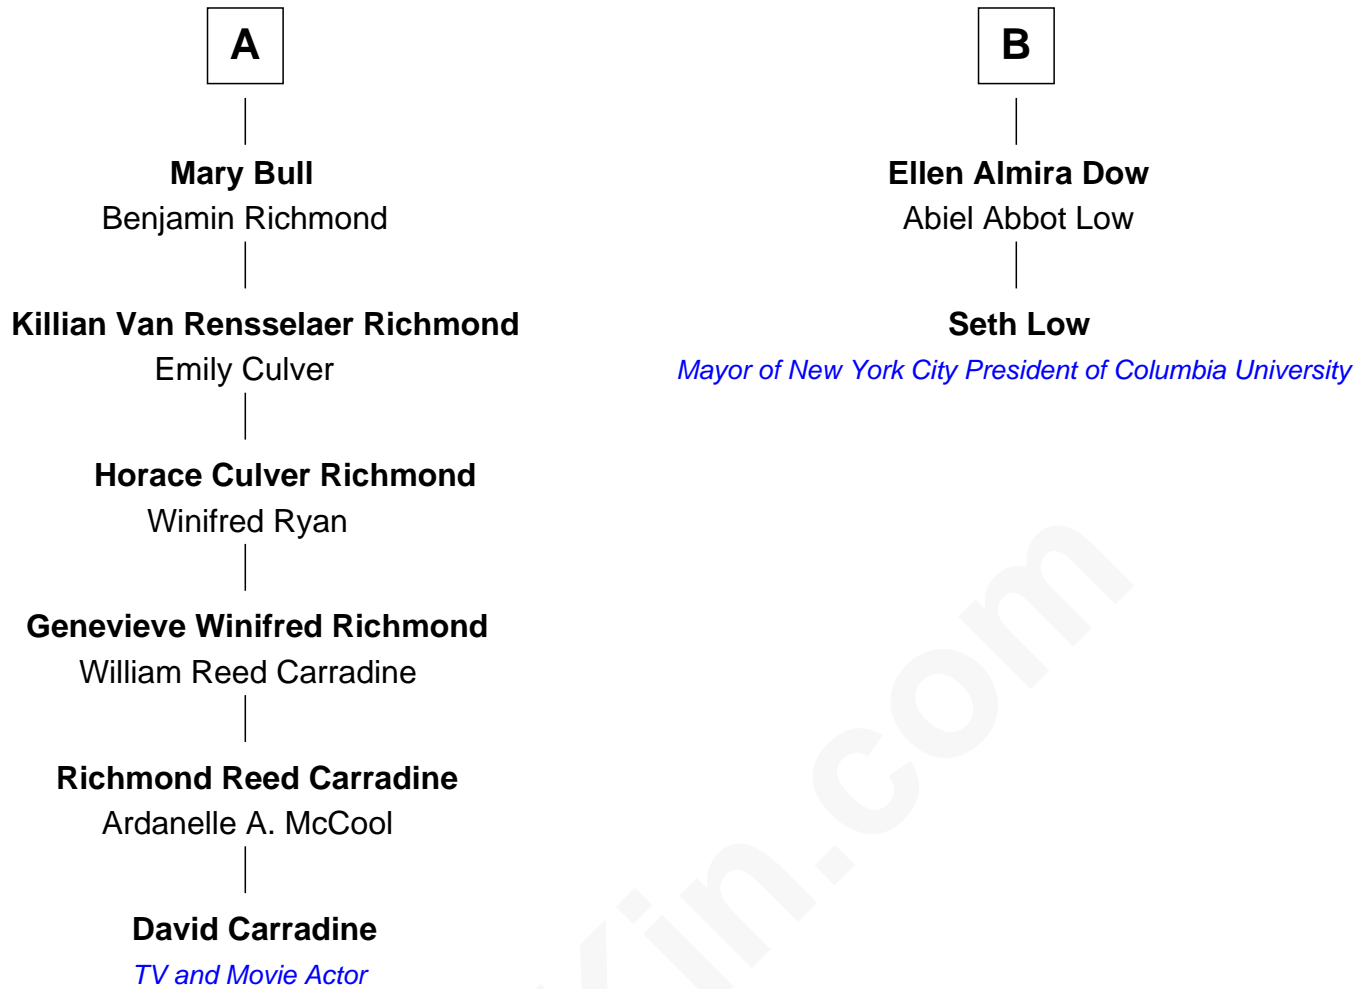 A
Mary Bull
Benjamin Richmond
Killian Van Rensselaer Richmond
Emily Culver
Horace Culver Richmond
Winifred Ryan
Genevieve Winifred Richmond
William Reed Carradine
Richmond Reed Carradine
Ardanelle A. McCool
David Carradine
TV and Movie Actor
B
Ellen Almira Dow
Abiel Abbot Low
Seth Low
Mayor of New York City President of Columbia University
Kin.com